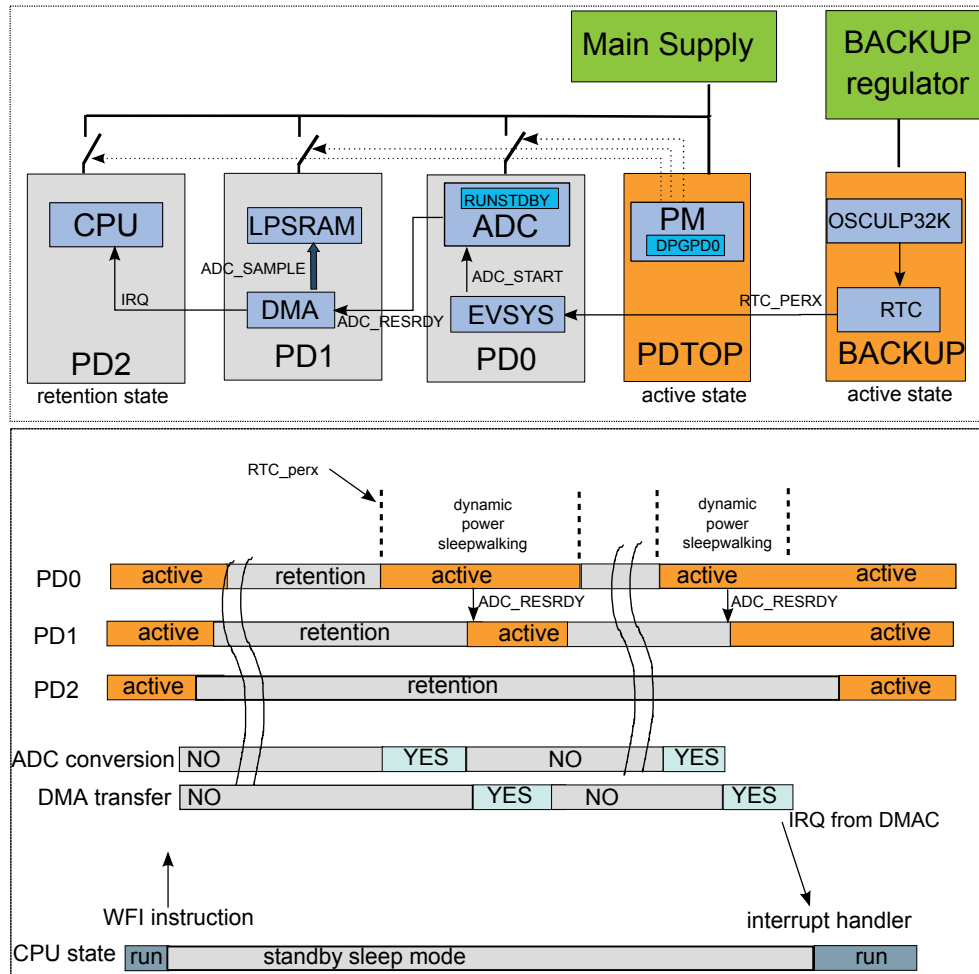 Main Supply
BACKUP
regulator
CPU
LPSRAM
RUNSTDBY
ADC
PM
DPGPD0
OSCULP32K
ADC_SAMPLE
ADC_START
IRQ
DMA
ADC_RESRDY
EVSYS
RTC_PERX
RTC
PD2
PD1
PD0
PDTOP
BACKUP
retention state
active state
active state
RTC_perx
dynamic
power
sleepwalking
dynamic
power
sleepwalking
PD0
active
retention
active
active
active
ADC_RESRDY
ADC_RESRDY
PD1
active
retention
active
active
PD2
active
retention
active
ADC conversion
NO
YES
NO
YES
DMA transfer
NO
YES
NO
YES
IRQ from DMAC
WFI instruction
interrupt handler
CPU state
run
standby sleep mode
run